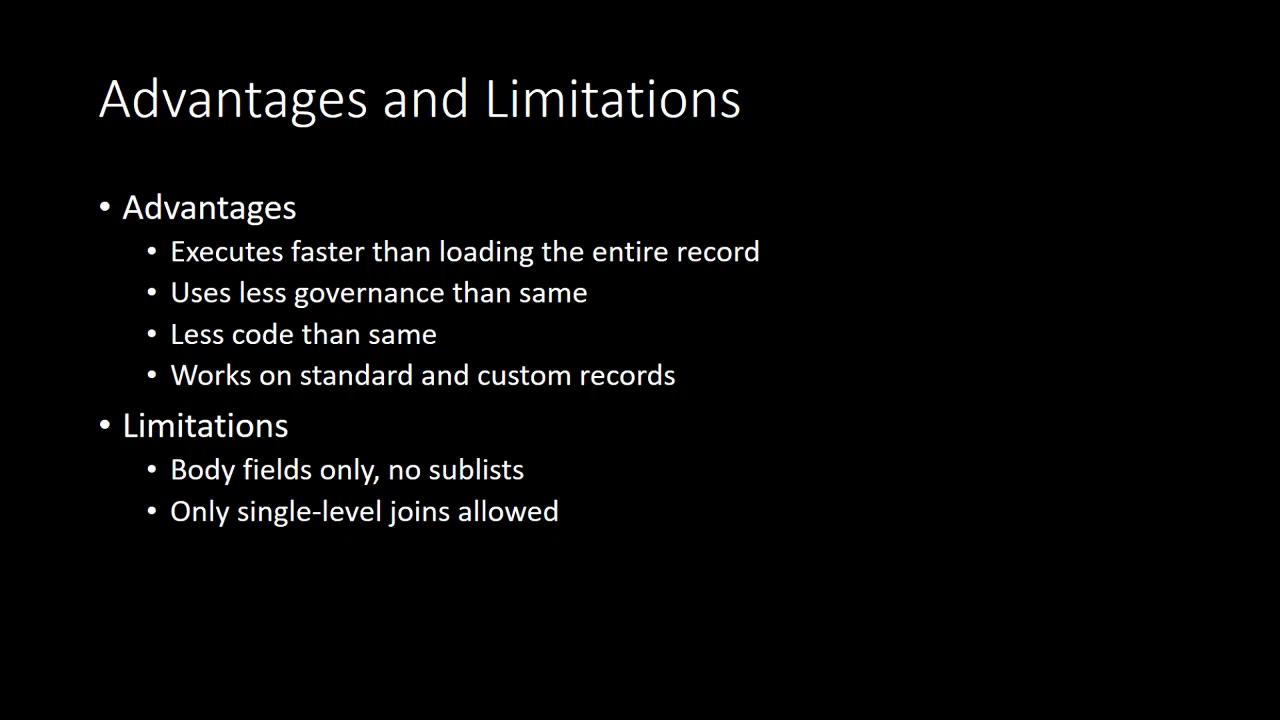 Advantages and Limitations
• Advantages
• Executes faster than loading the entire record
• Uses less governance than same
• Less code than same
• Works on standard and custom records
• Limitations
• Body fields only, no sublists
• Only single-level joins allowed